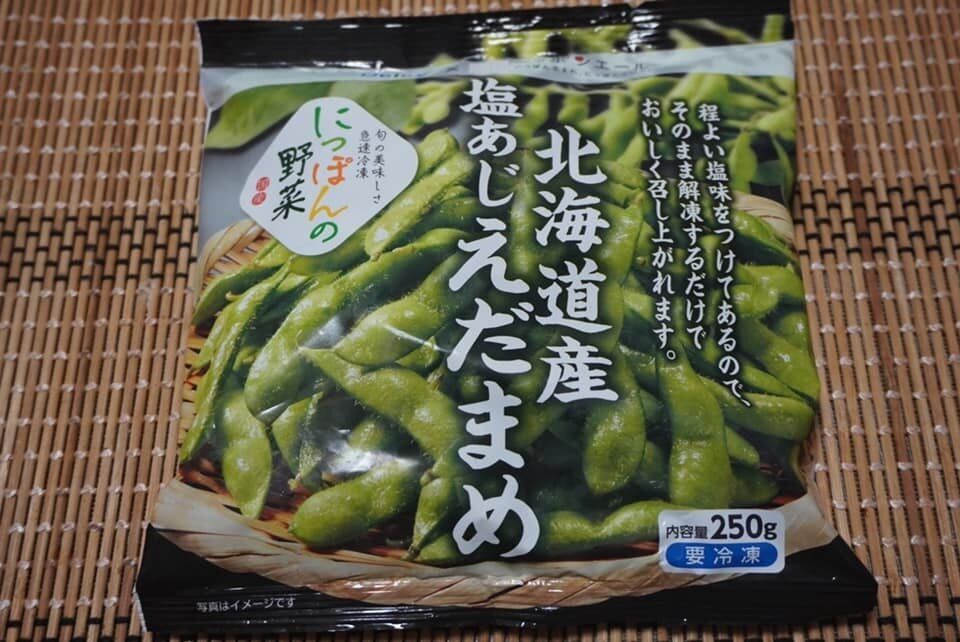 旬の美味しさ
急速冷凍
にっぽんの
野菜
国産
北海道産
塩あじえだまめ
程よい塩味をつけてあるので、
そのまま解凍するだけで
おいしく召し上がれます。
内容量250g
要冷凍
写真はイメージです